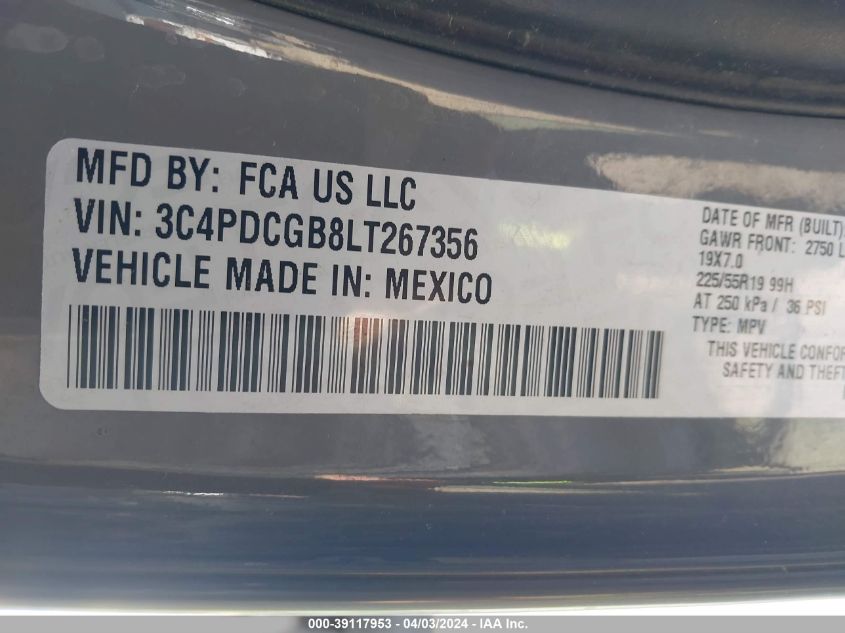 MFD BY: FCA US LLC
VIN: 3C4PDCGB8LT267356
VEHICLE MADE IN: MEXICO
DATE OF MFR (BUILT)
GAWR FRONT: 2750 L
19X7.0
225/55R19 99H
AT 250 kPa / 36 PSI
TYPE: MPV
THIS VEHICLE CONFOR
SAFETY AND THEFT
000-39117953 - 04/03/2024 - IAA Inc.